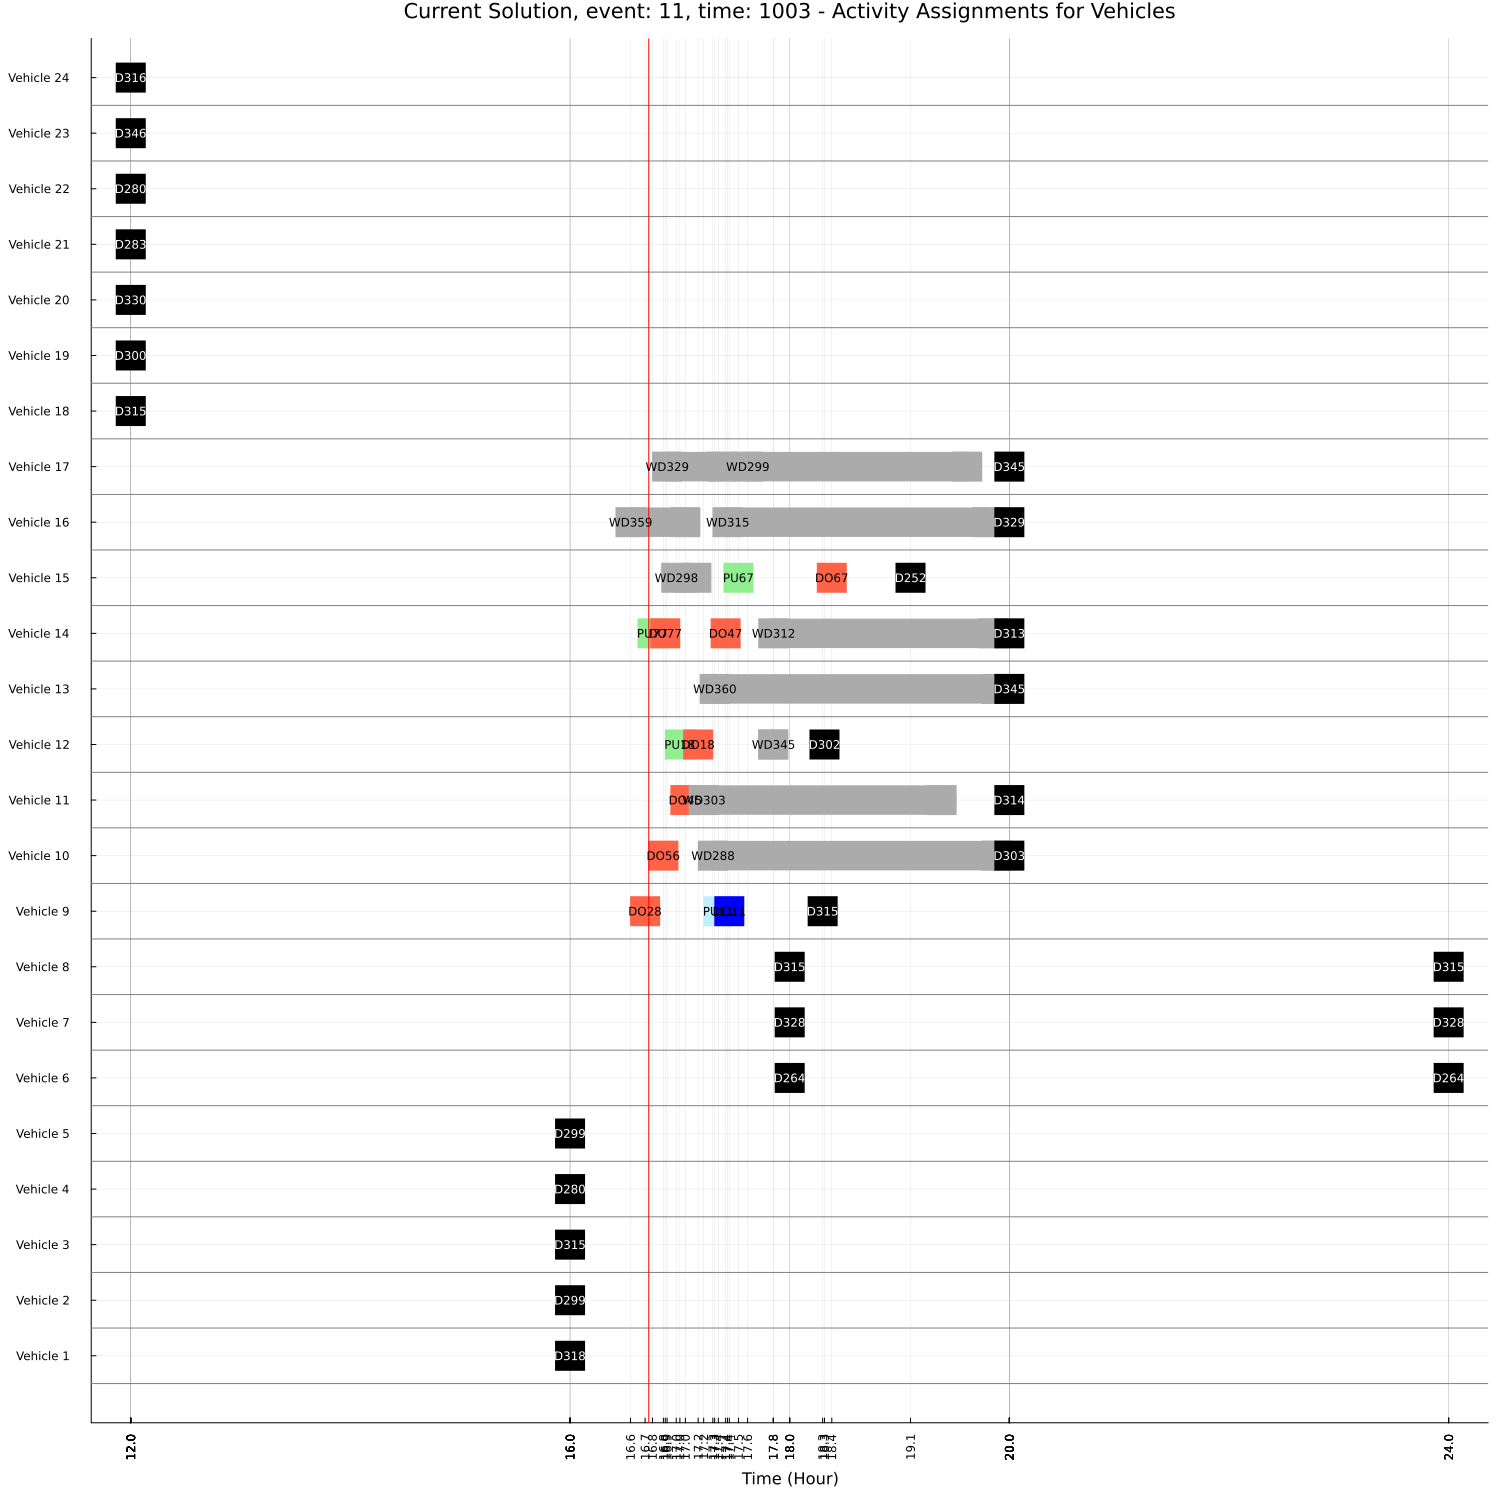 Current Solution, event: 11, time: 1003 - Activity Assignments for Vehicles
Vehicle 24 D316
Vehicle 23 D346
Vehicle 22 D280
Vehicle 21 D283
Vehicle 20 D330
Vehicle 19 D300
Vehicle 18 D315
Vehicle 17 WD329 WD299 D345
Vehicle 16 WD359 WD315 D329
Vehicle 15 WD298 PU67 DO67 D252
Vehicle 14 PU77 DO77 DO47 WD312 D313
Vehicle 13 WD360 D345
Vehicle 12 PU18 DO18 WD345 D302
Vehicle 11 WD303 D314
Vehicle 10 DO56 WD288 D303
Vehicle 9 DO28 D315
Vehicle 8 D315 D315
Vehicle 7 D328 D328
Vehicle 6 D264 D264
Vehicle 5 D299
Vehicle 4 D280
Vehicle 3 D315
Vehicle 2 D299
Vehicle 1 D318
12.0 16.0 16.6 16.7 16.8 17.0 17.2 17.5 17.6 17.8 18.0 18.4 19.1 20.0 24.0
Time (Hour)